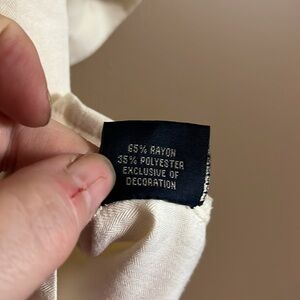 65% RAYON
35% POLYESTER
EXCLUSIVE OF
DECORATION